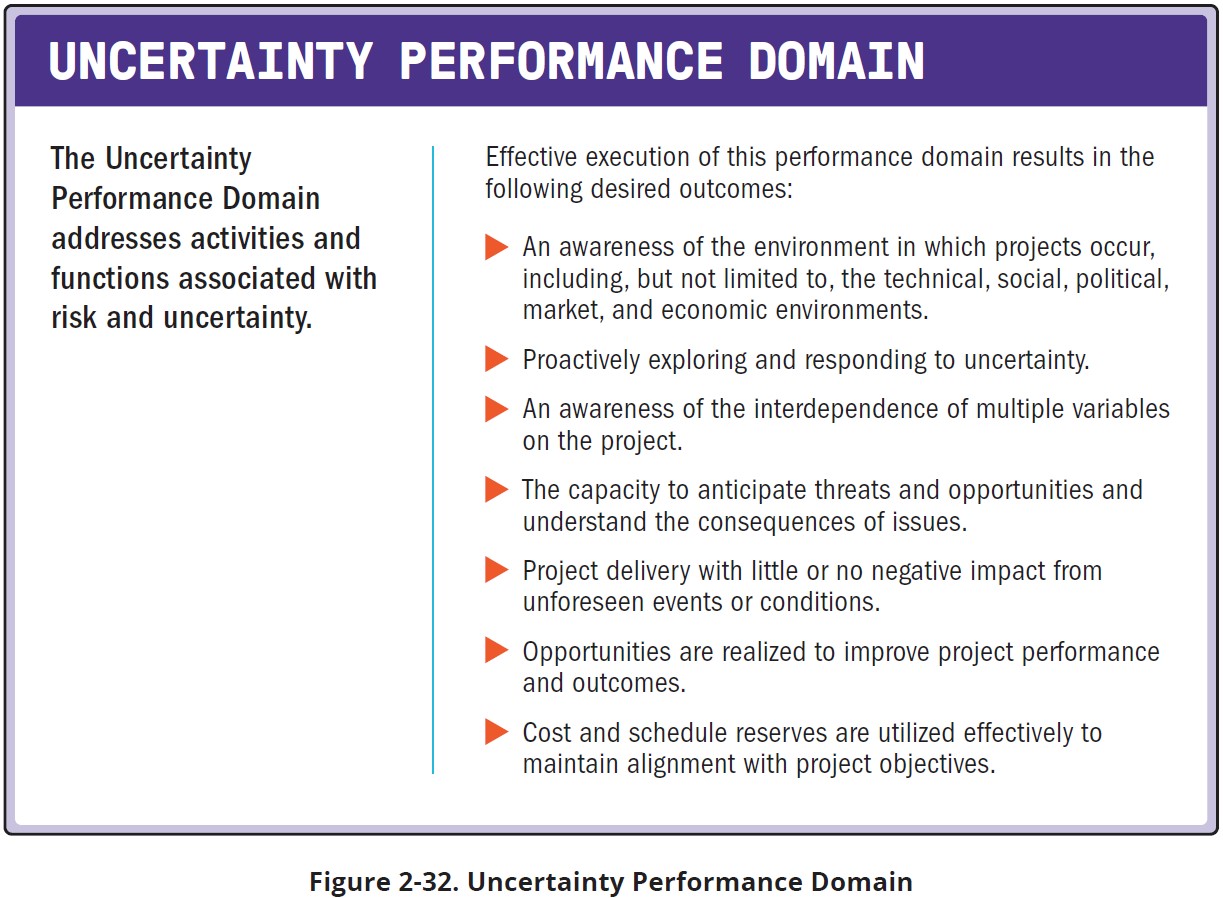 UNCERTAINTY PERFORMANCE DOMAIN
The Uncertainty
Performance Domain
addresses activities and
functions associated with
risk and uncertainty.
Effective execution of this performance domain results in the
following desired outcomes:
An awareness of the environment in which projects occur,
including, but not limited to, the technical, social, political,
market, and economic environments.
Proactively exploring and responding to uncertainty.
An awareness of the interdependence of multiple variables
on the project.
The capacity to anticipate threats and opportunities and
understand the consequences of issues.
Project delivery with little or no negative impact from
unforeseen events or conditions.
Opportunities are realized to improve project performance
and outcomes.
Cost and schedule reserves are utilized effectively to
maintain alignment with project objectives.
Figure 2-32. Uncertainty Performance Domain